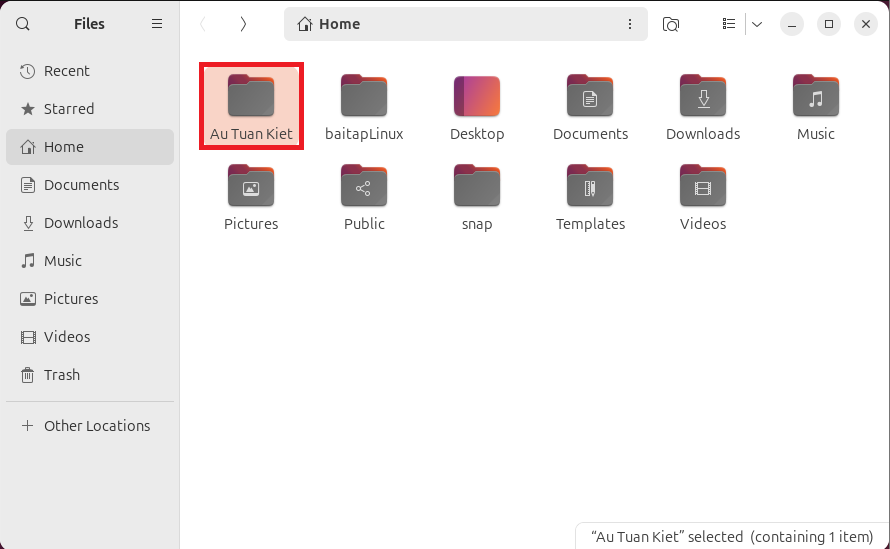 Files
Home
Recent
Starred
Home
Documents
Downloads
Music
Pictures
Videos
Trash
Other Locations
Au Tuan Kiet
baitapLinux
Desktop
Documents
Downloads
Music
Pictures
Public
snap
Templates
Videos
“Au Tuan Kiet” selected (containing 1 item)